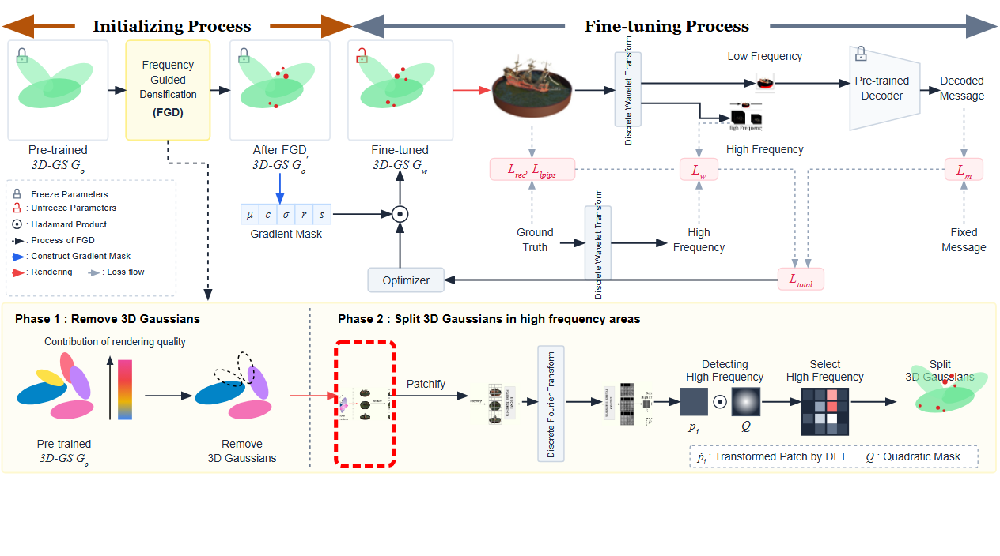 Initializing Process
Fine-tuning Process
Frequency
Guided
Densification
(FGD)
Pre-trained
3D-GS Gₒ
After FGD
3D-GS Gₒ'
Fine-tuned
3D-GS G_w
Discrete Wavelet Transform
Low Frequency
High Frequency
Pre-trained
Decoder
Decoded
Message
L_rec, L_lpips
L_w
L_m
: Freeze Parameters
: Unfreeze Parameters
: Hadamard Product
: Process of FGD
: Construct Gradient Mask
: Rendering
: Loss flow
μ c σ r s
Gradient Mask
Optimizer
Ground
Truth
Discrete Wavelet Transform
High
Frequency
Fixed
Message
L_total
Phase 1 : Remove 3D Gaussians
Contribution of rendering quality
Pre-trained
3D-GS Gₒ
Remove
3D Gaussians
Phase 2 : Split 3D Gaussians in high frequency areas
Patchify
Discrete Fourier Transform
Detecting
High Frequency
ṗᵢ
Q
Select
High Frequency
Split
3D Gaussians
ṗᵢ : Transformed Patch by DFT
Q : Quadratic Mask